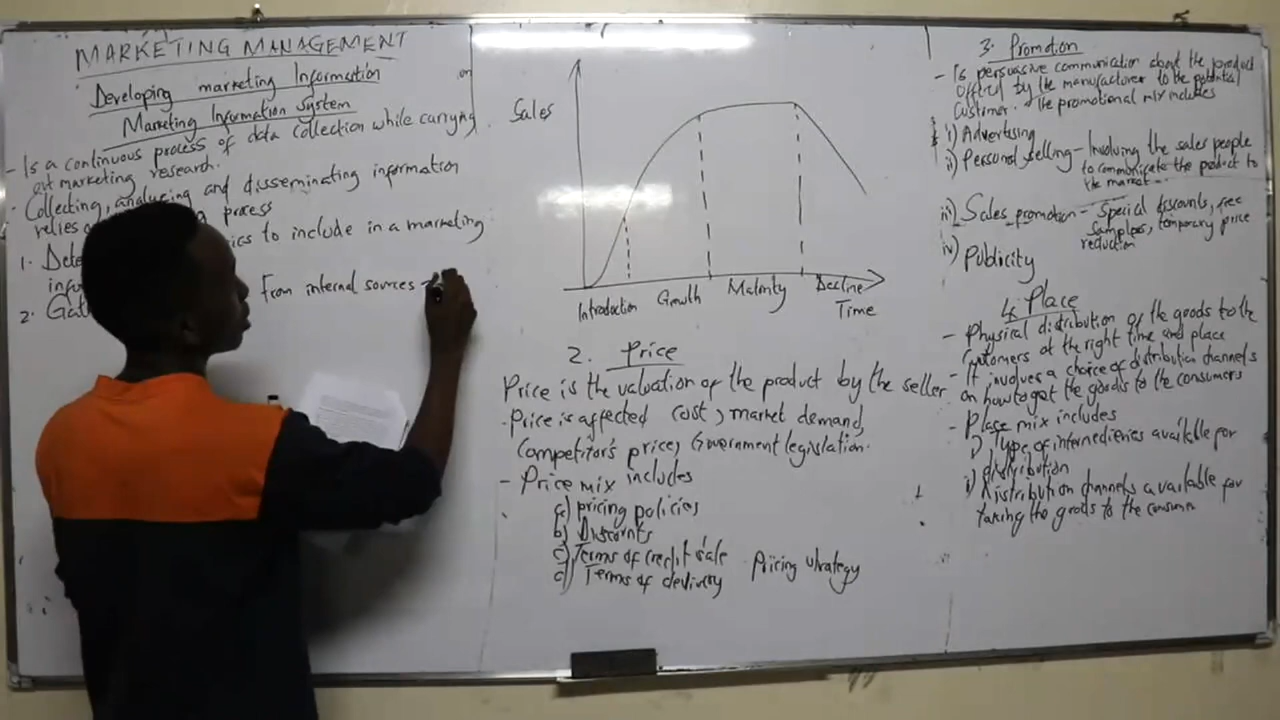 MARKETING MANAGEMENT
Developing marketing Information
Marketing Information System
- Is a continuous process of data collection while carrying on
out marketing research.
- Collecting, analysing and disseminating information
relies process
1. Dete ics to include in a marketing
info
2. Gat From internal sources -
Sales
Introduction Growth Maturity Decline
Time
2. Price
Price is the valuation of the product by the seller
- Price is affected cost, market demand,
Competitor's price, Government legislation.
- Price mix includes
a) pricing policies
b) Discounts
c) Terms of credit sale
d) Terms of delivery
Pricing strategy
3. Promotion
- Is persuasive communication about the product
offered by the manufacturer to the potential
Customer. The promotional mix includes
i) Advertising
ii) Personal selling - Involving the sales people
to communicate the product to
the market
iii) Sales promotion - special discounts, free
samples, temporary price
reduction
iv) Publicity
4. Place
- Physical distribution of the goods to the
Customers at the right time and place
- It involves a choice of distribution channels
on how to get the goods to the consumers
- Place mix includes
i) Type of intermedieries available for
distribution
i) Distribution channels available for
taking the goods to the consumer